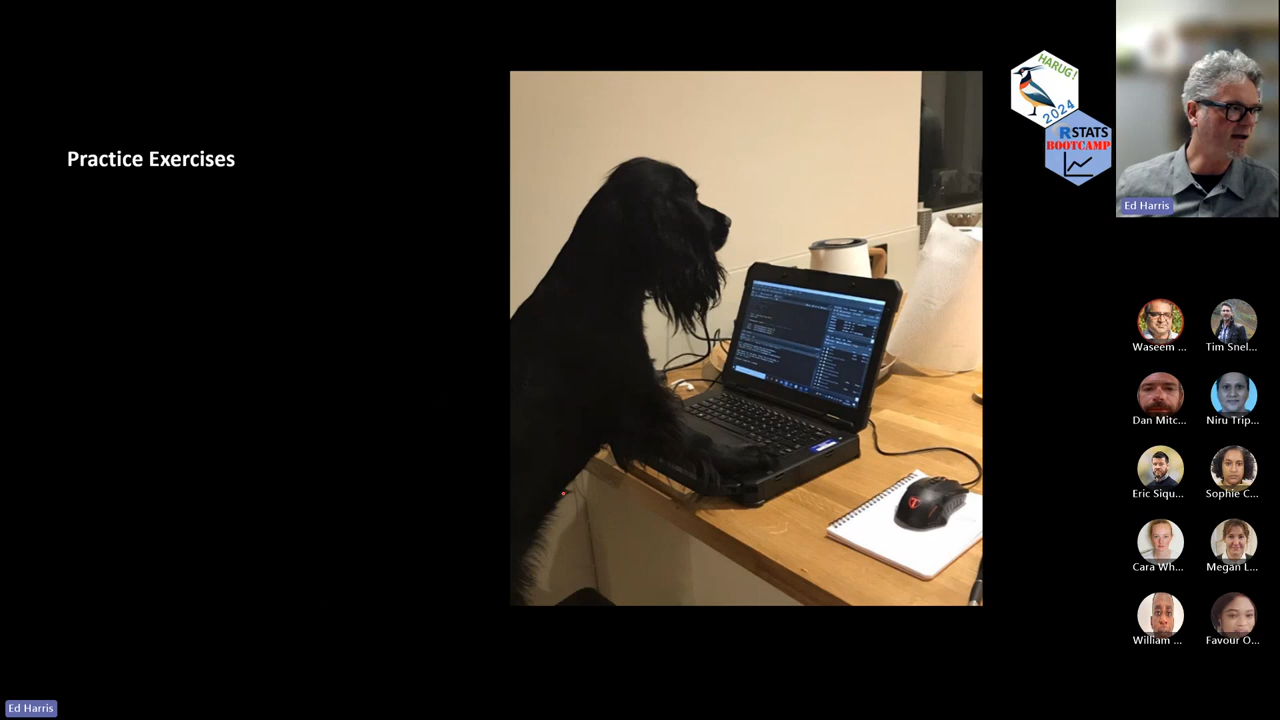 Practice Exercises
HARUG!
2024
RSTATS
BOOTCAMP
Ed Harris
Waseem ...
Tim Snel...
Dan Mitc...
Niru Trip...
Eric Siqu...
Sophie C...
Cara Wh...
Megan L...
William ...
Favour O...
Ed Harris